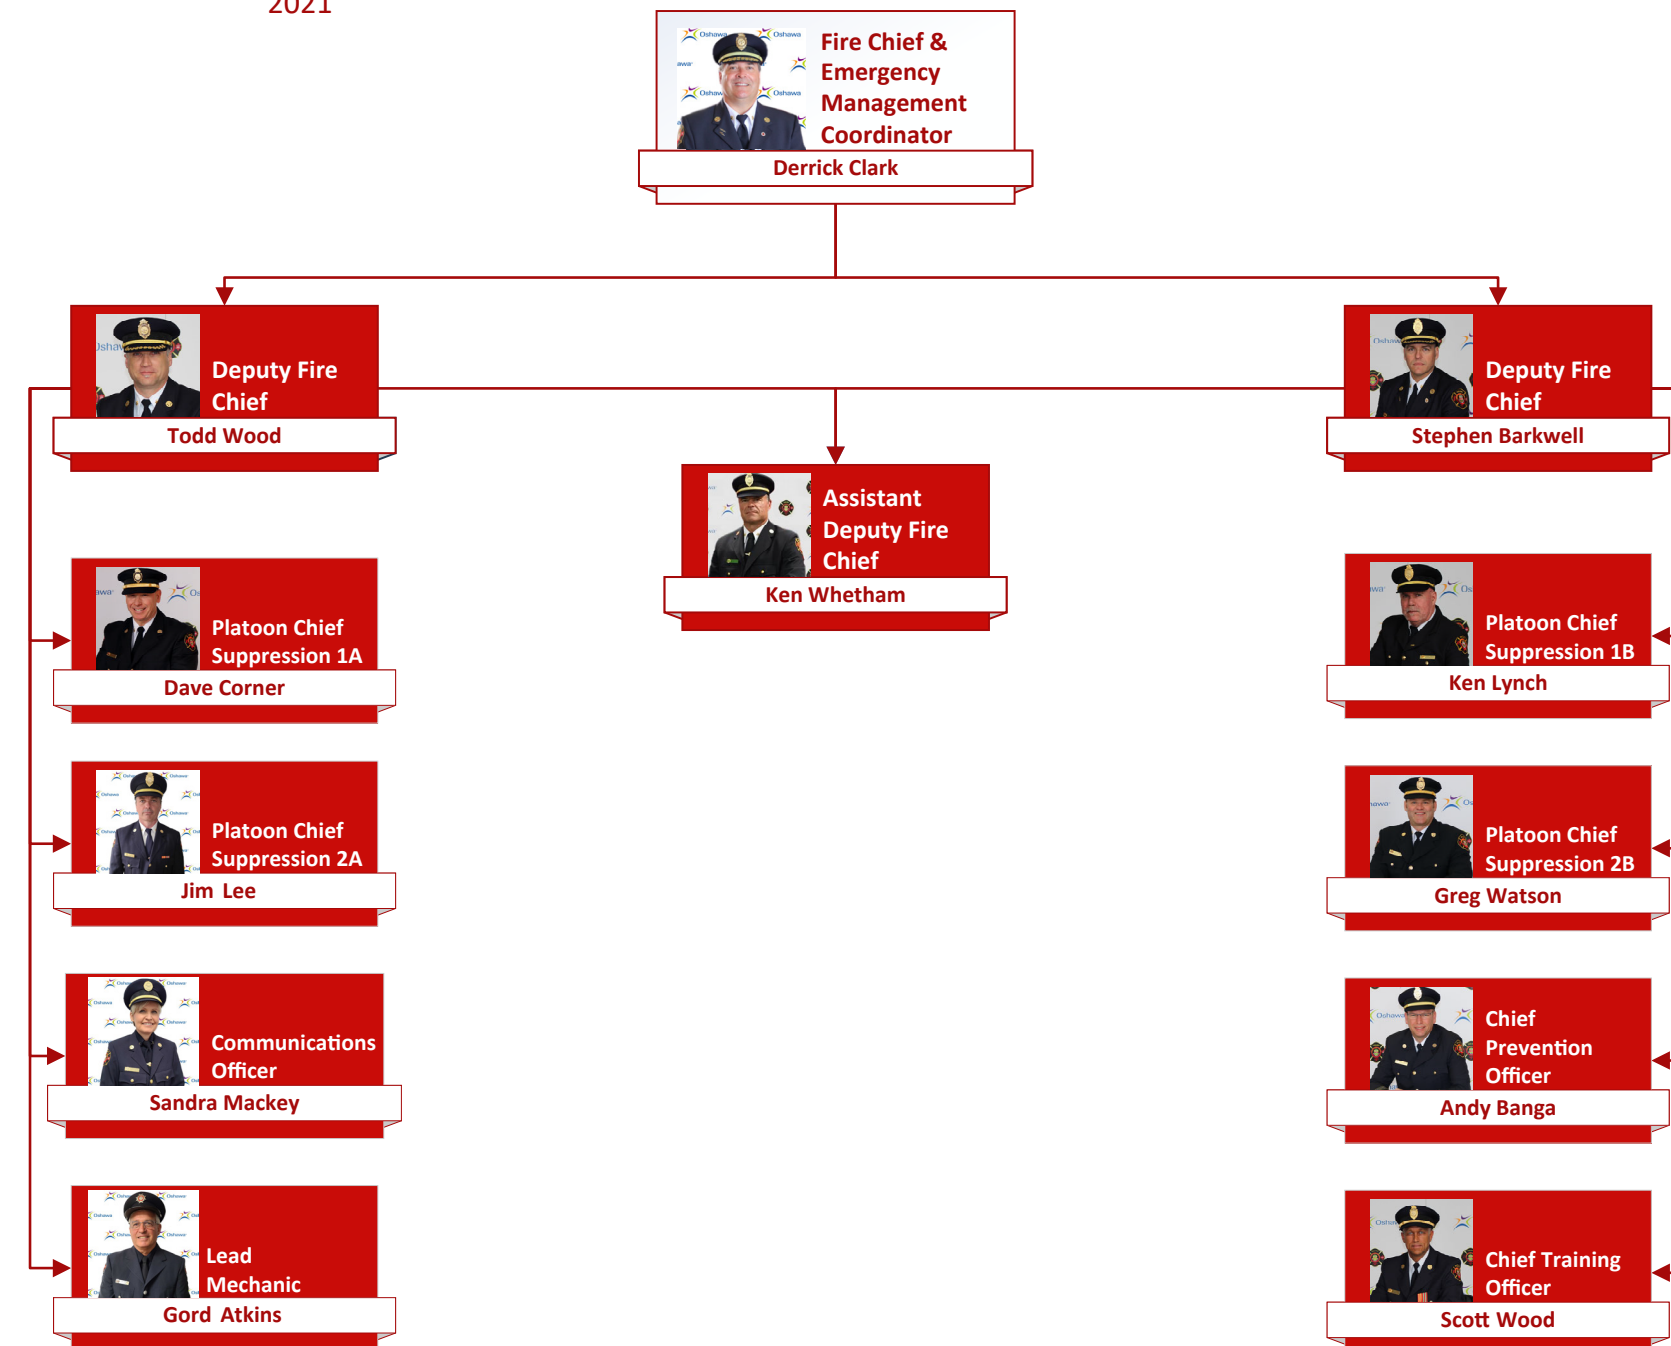 2021
Fire Chief &
Emergency
Management
Coordinator
Derrick Clark
Deputy Fire
Chief
Todd Wood
Deputy Fire
Chief
Stephen Barkwell
Assistant
Deputy Fire
Chief
Ken Whetham
Platoon Chief
Suppression 1A
Dave Corner
Platoon Chief
Suppression 1B
Ken Lynch
Platoon Chief
Suppression 2A
Jim Lee
Platoon Chief
Suppression 2B
Greg Watson
Communications
Officer
Sandra Mackey
Chief
Prevention
Officer
Andy Banga
Lead
Mechanic
Gord Atkins
Chief Training
Officer
Scott Wood